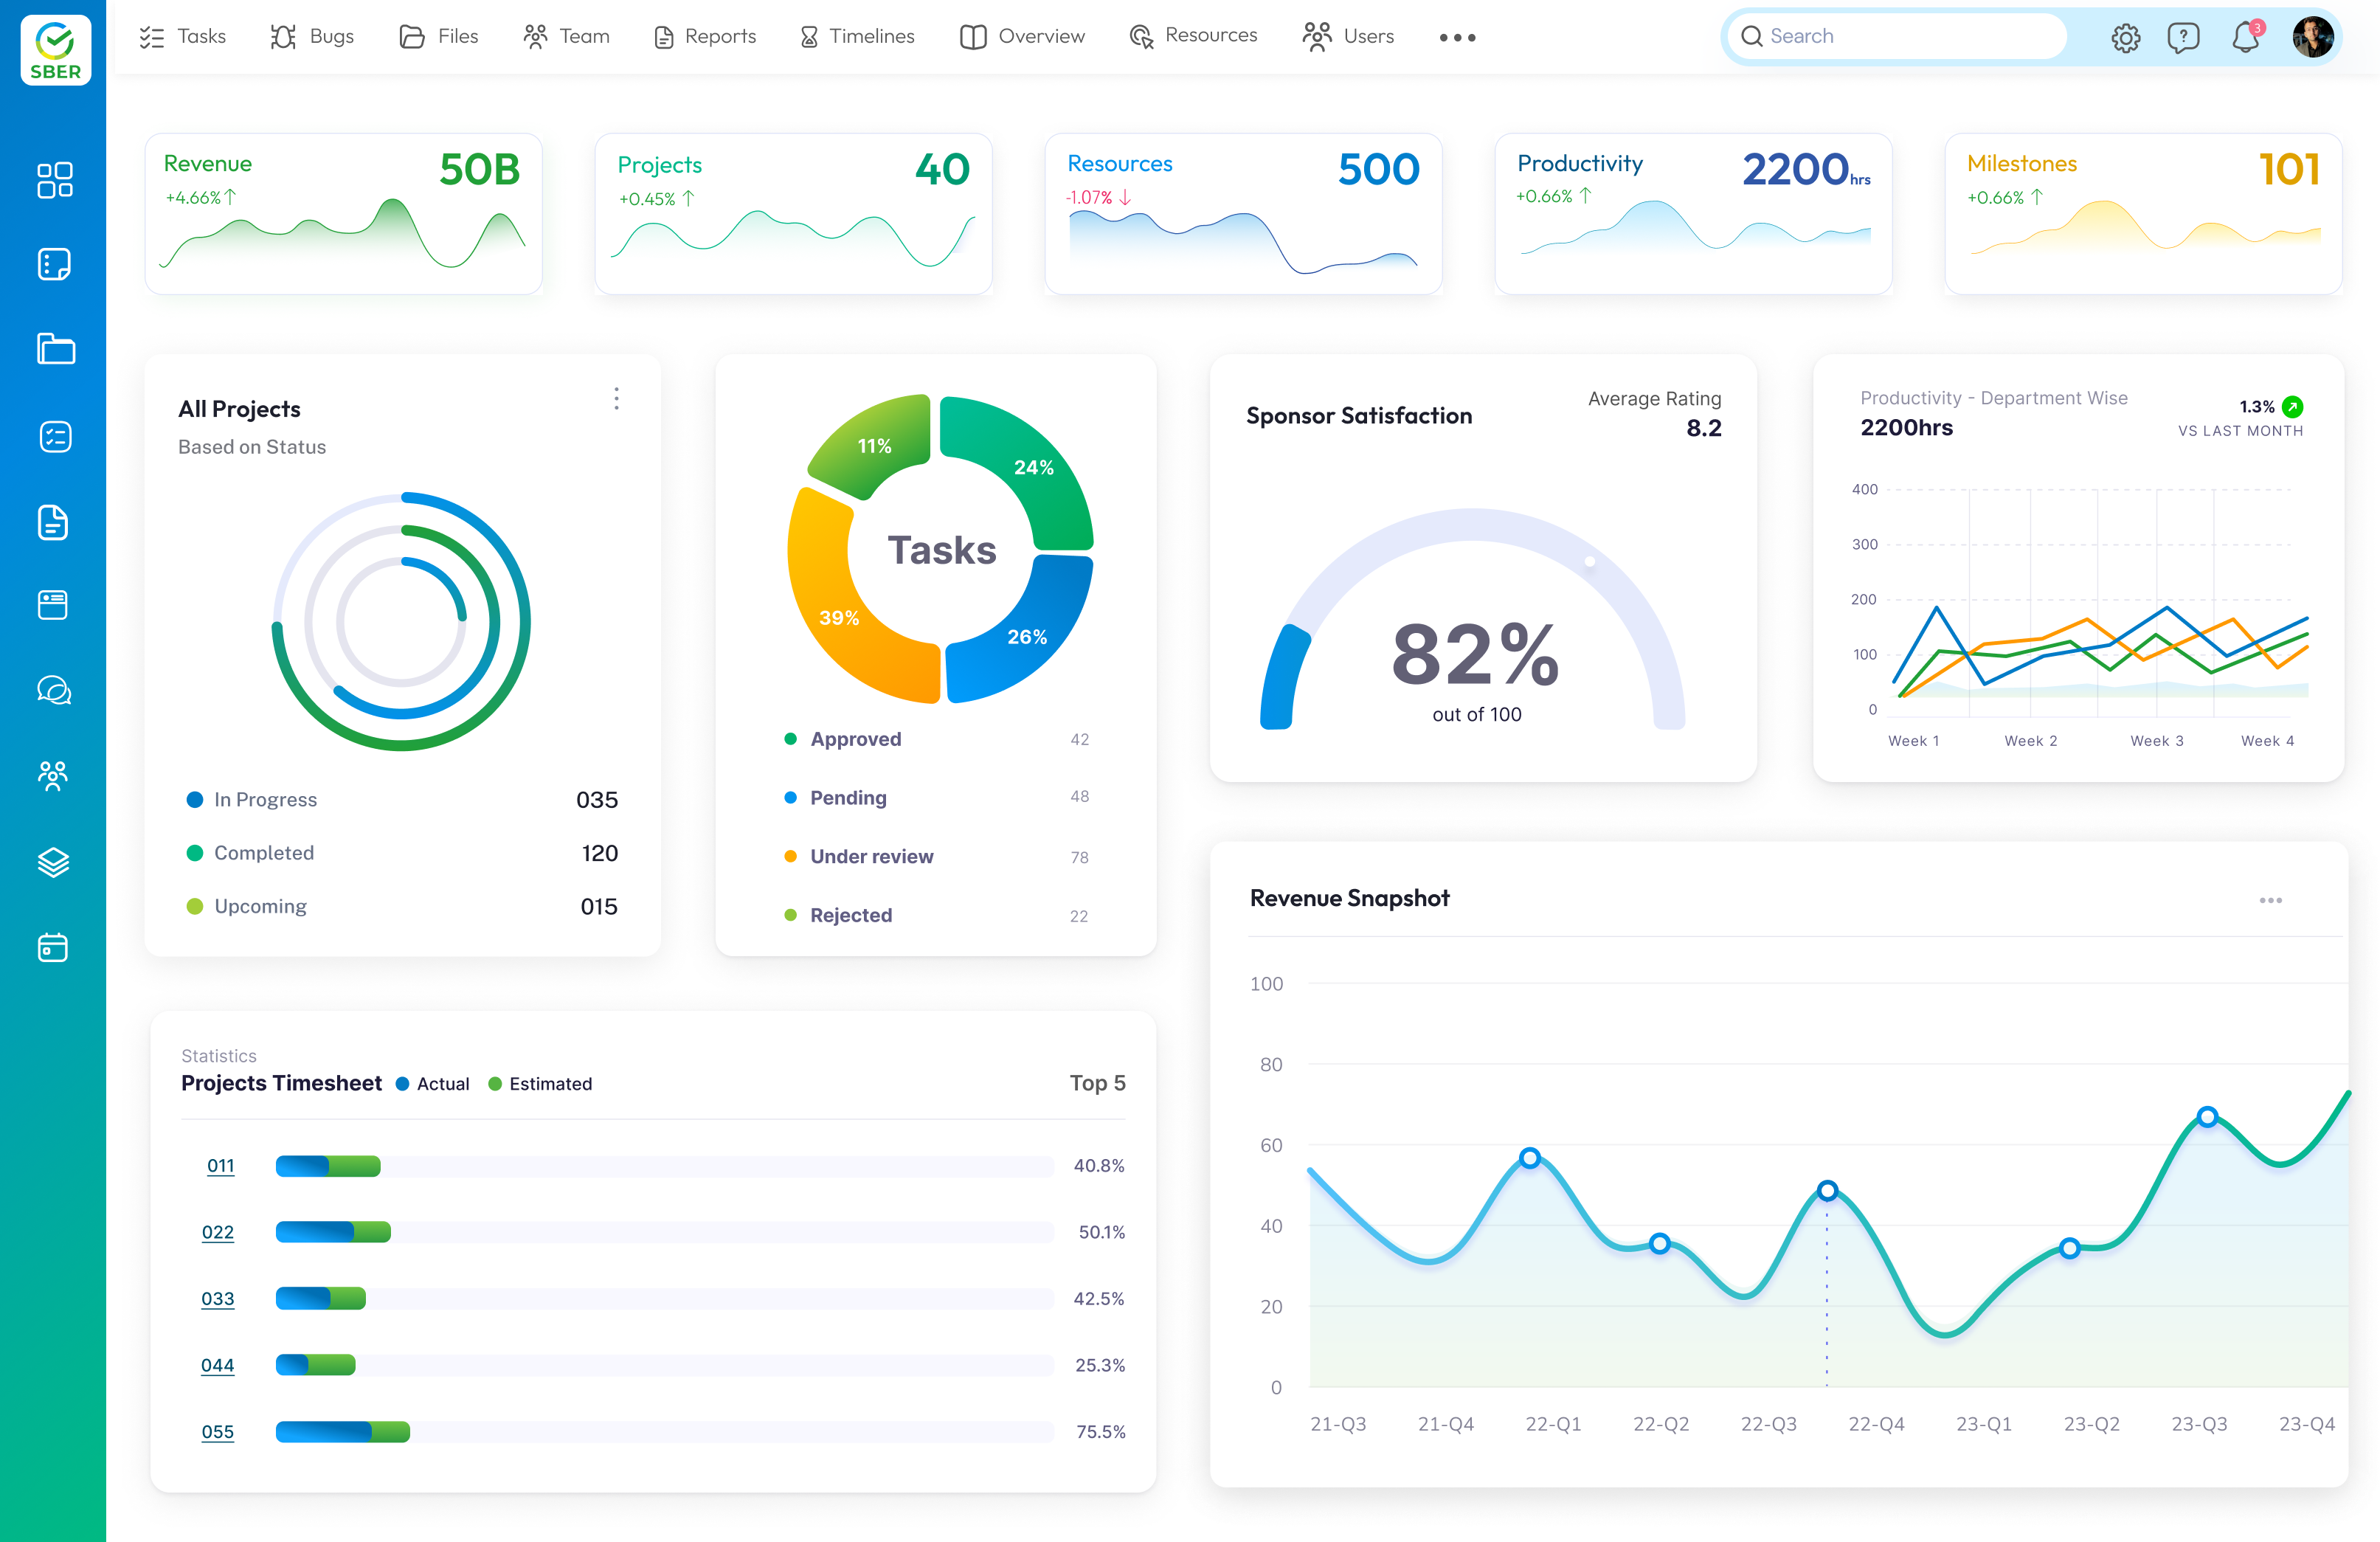 SBER
Tasks Bugs Files Team Reports Timelines Overview Resources Users
Search
3
Revenue 50B
+4.66%↑
Projects 40
+0.45% ↑
Resources 500
-1.07% ↓
Productivity 2200hrs
+0.66% ↑
Milestones 101
+0.66% ↑
All Projects
Based on Status
In Progress 035
Completed 120
Upcoming 015
11%
24%
Tasks
39%
26%
Approved 42
Pending 48
Under review 78
Rejected 22
Sponsor Satisfaction
Average Rating
8.2
82%
out of 100
Productivity - Department Wise
2200hrs
1.3%
VS LAST MONTH
400
300
200
100
0
Week 1 Week 2 Week 3 Week 4
Statistics
Projects Timesheet Actual Estimated Top 5
011 40.8%
022 50.1%
033 42.5%
044 25.3%
055 75.5%
Revenue Snapshot
100
80
60
40
20
0
21-Q3 21-Q4 22-Q1 22-Q2 22-Q3 22-Q4 23-Q1 23-Q2 23-Q3 23-Q4